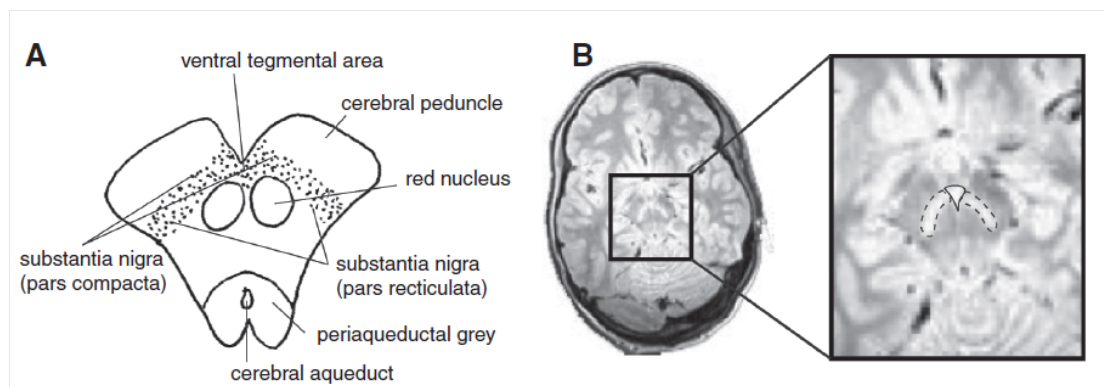 A
ventral tegmental area
cerebral peduncle
red nucleus
substantia nigra
(pars compacta)
substantia nigra
(pars recticulata)
periaqueductal grey
cerebral aqueduct
B